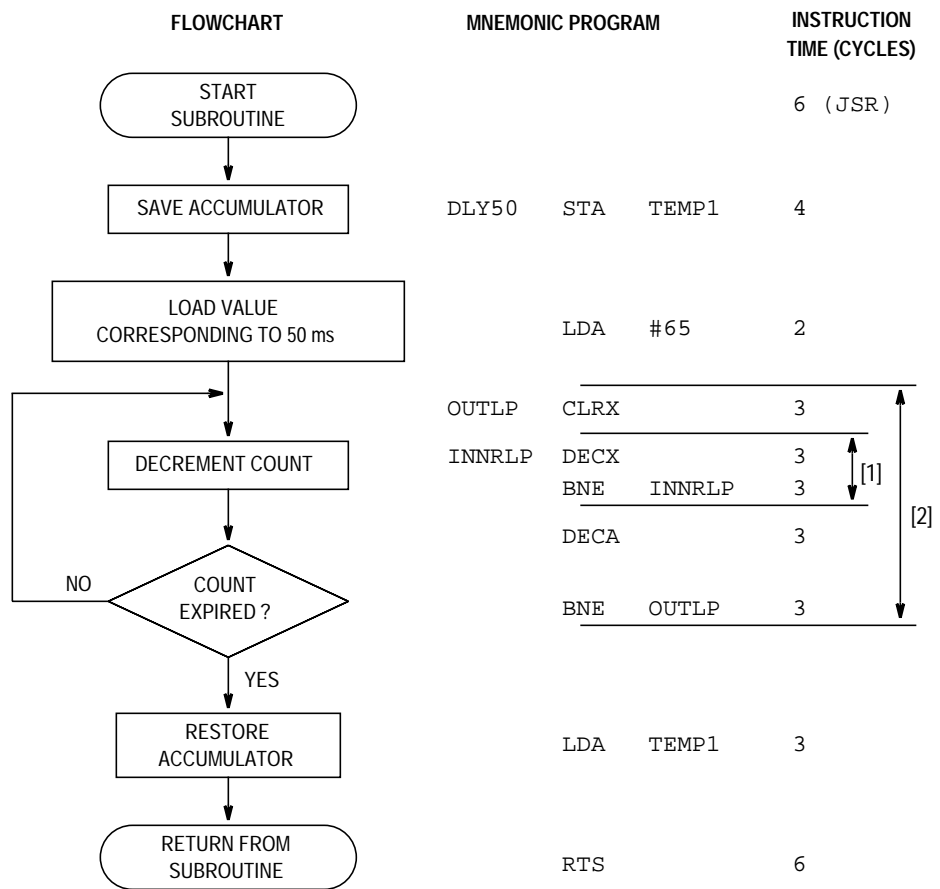 FLOWCHART MNEMONIC PROGRAM INSTRUCTION
TIME (CYCLES)
START
SUBROUTINE
6 (JSR)
SAVE ACCUMULATOR DLY50 STA TEMP1 4
LOAD VALUE
CORRESPONDING TO 50 ms
LDA #65 2
OUTLP CLRX 3
DECREMENT COUNT INNRLP DECX 3
[1]
BNE INNRLP 3
[2]
DECA 3
NO COUNT
EXPIRED ?
BNE OUTLP 3
YES
RESTORE
ACCUMULATOR
LDA TEMP1 3
RETURN FROM
SUBROUTINE
RTS 6